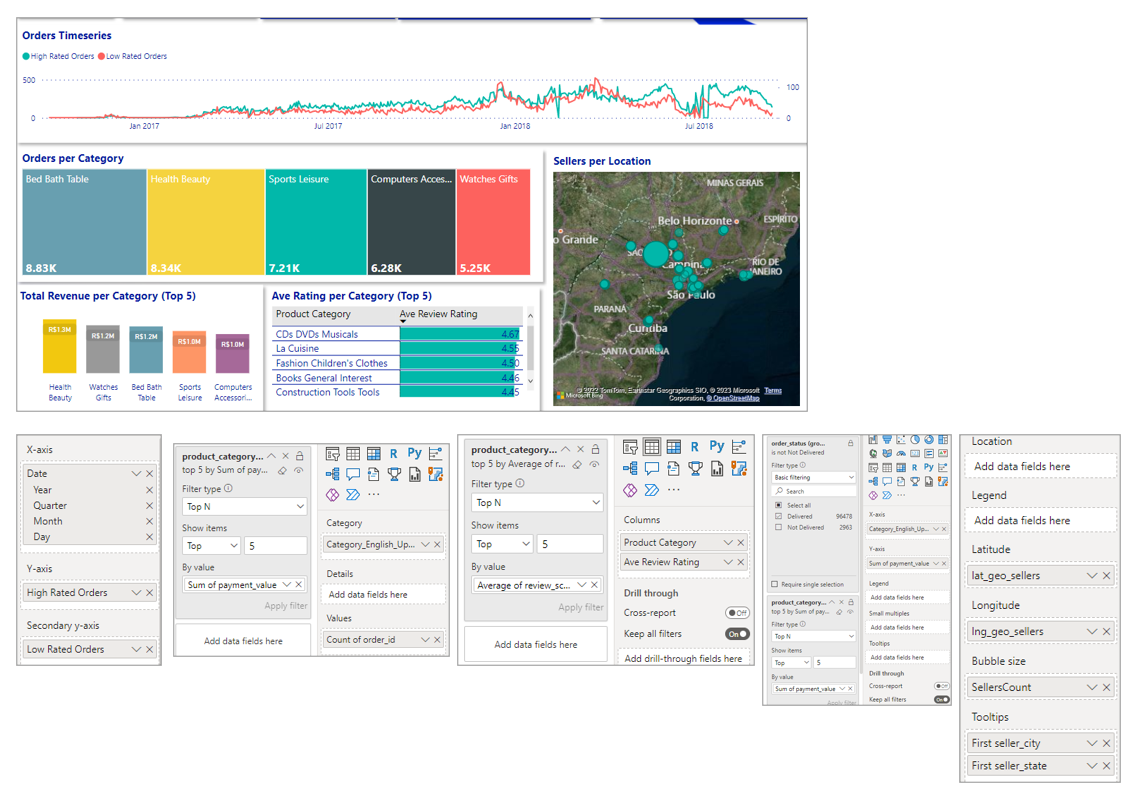 Orders Timeseries
High Rated Orders Low Rated Orders
500
100
0
0
Jan 2017
Jul 2017
Jan 2018
Jul 2018
Orders per Category
Bed Bath Table
Health Beauty
Sports Leisure
Computers Acces...
Watches Gifts
8.83K
8.34K
7.21K
6.28K
5.25K
Sellers per Location
MINAS GERAIS
Belo Horizonte
ESPÍRITO
o Grande
RIO DE
JANEIRO
São Paulo
PARANÁ
Curitiba
SANTA CATARINA
© 2022 TomTom, Earthstar Geographics SIO, © 2023 Microsoft
Corporation, © OpenStreetMap
Terms
Microsoft Bing
Total Revenue per Category (Top 5)
R$1.3M
R$1.2M
R$1.2M
R$1.0M
R$1.0M
Health Beauty
Watches Gifts
Bed Bath Table
Sports Leisure
Computers Accessori...
Ave Rating per Category (Top 5)
Product Category Ave Review Rating
CDs DVDs Musicals 4.67
La Cuisine 4.55
Fashion Children's Clothes 4.50
Books General Interest 4.46
Construction Tools Tools 4.45
X-axis
Date
Year
Quarter
Month
Day
Y-axis
High Rated Orders
Secondary y-axis
Low Rated Orders
product_category...
top 5 by Sum of pay...
Filter type
Top N
Show items
Top 5
By value
Sum of payment_value
Apply filter
Add data fields here
R Py
Category
Category_English_Up...
Details
Add data fields here
Values
Count of order_id
product_category...
top 5 by Average of r...
Filter type
Top N
Show items
Top 5
By value
Average of review_sc...
Apply filter
Add data fields here
R Py
Columns
Product Category
Ave Review Rating
Drill through
Cross-report Off
Keep all filters On
Add drill-through fields here
order_status (gro...
is not Not Delivered
Filter type
Basic filtering
Search
Select all
Delivered 96478
Not Delivered 2963
Require single selection
product_category...
top 5 by Sum of pay...
Filter type
Top N
Show items
Top 5
By value
Sum of payment_value
Apply filter
R Py
X-axis
Category_English_Up...
Y-axis
Sum of payment_value
Legend
Add data fields here
Small multiples
Add data fields here
Tooltips
Add data fields here
Drill through
Cross-report Off
Keep all filters On
Location
Add data fields here
Legend
Add data fields here
Latitude
lat_geo_sellers
Longitude
lng_geo_sellers
Bubble size
SellersCount
Tooltips
First seller_city
First seller_state